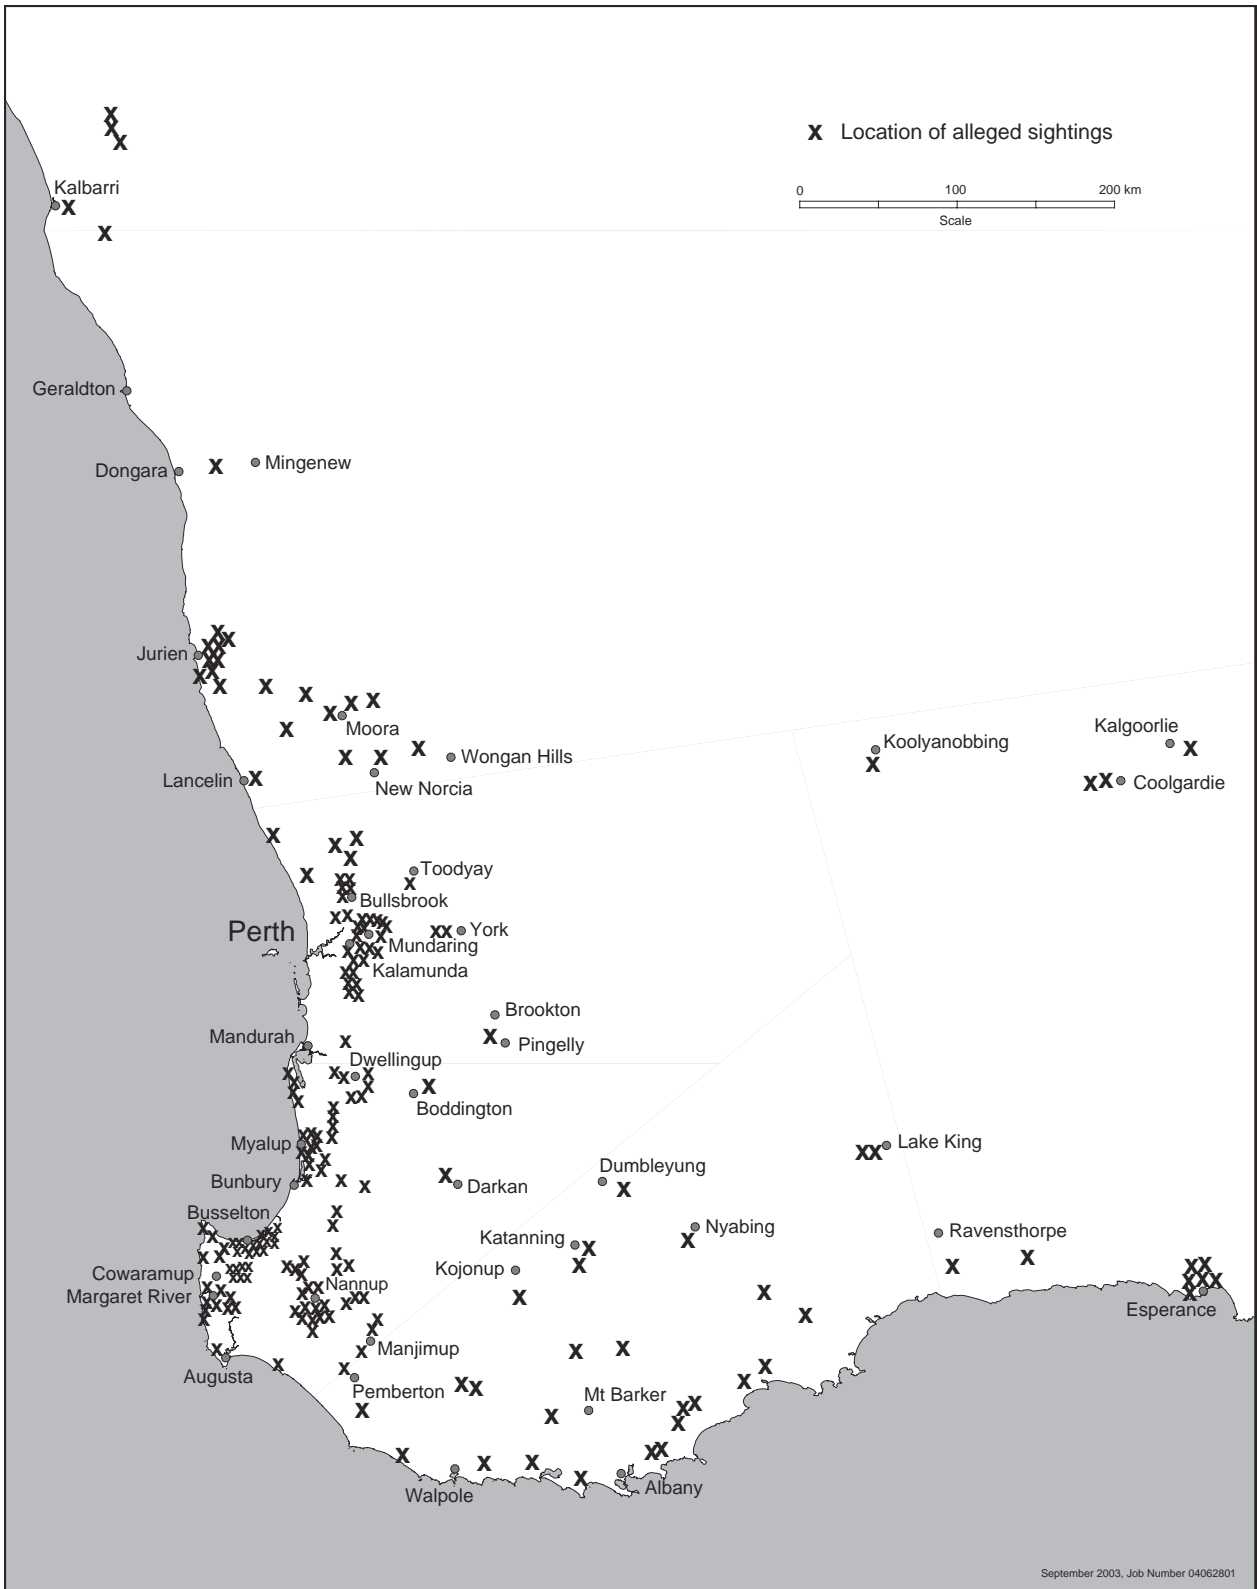 X Location of alleged sightings
0 100 200 km
Scale
Kalbarri
Geraldton
Dongara
Mingenew
Jurien
Moora
Wongan Hills
Lancelin
New Norcia
Koolyanobbing
Kalgoorlie
Coolgardie
Toodyay
Bullsbrook
Perth
York
Mundaring
Kalamunda
Brookton
Mandurah
Pingelly
Dwellingup
Boddington
Myalup
Lake King
Bunbury
Darkan
Dumbleyung
Busselton
Nyabing
Ravensthorpe
Katanning
Cowaramup
Kojonup
Nannup
Margaret River
Esperance
Manjimup
Augusta
Pemberton
Mt Barker
Walpole
Albany
September 2003, Job Number 04062801